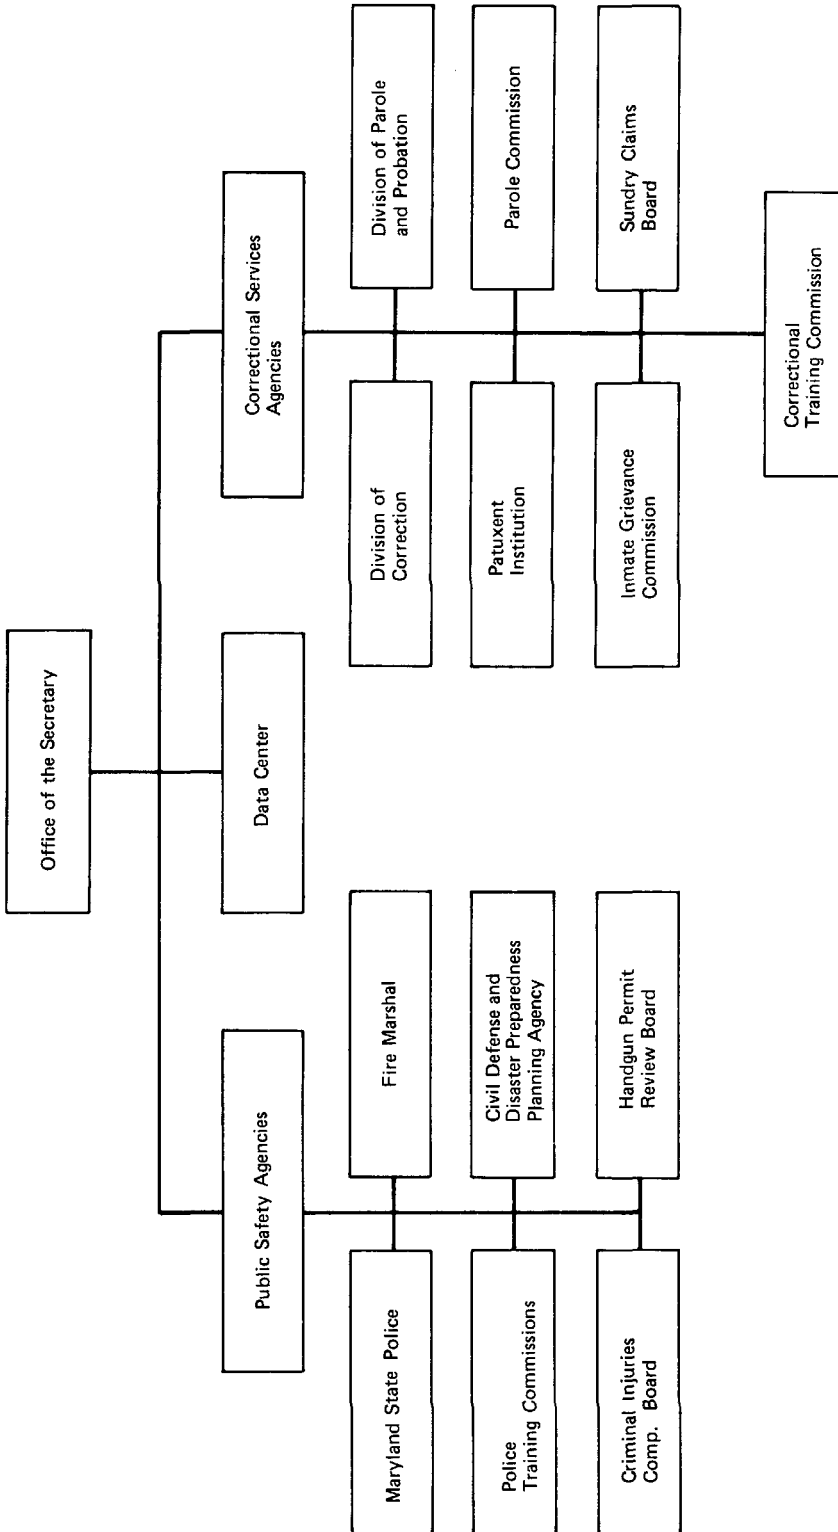 Office of the Secretary
Public Safety Agencies
Data Center
Correctional Services
Agencies
Maryland State Police
Fire Marshal
Division of
Correction
Division of Parole
and Probation
Police
Training Commissions
Civil Defense and
Disaster Preparedness
Planning Agency
Patuxent
Institution
Parole Commission
Criminal Injuries
Comp. Board
Handgun Permit
Review Board
Inmate Grievance
Commission
Sundry Claims
Board
Correctional
Training Commission